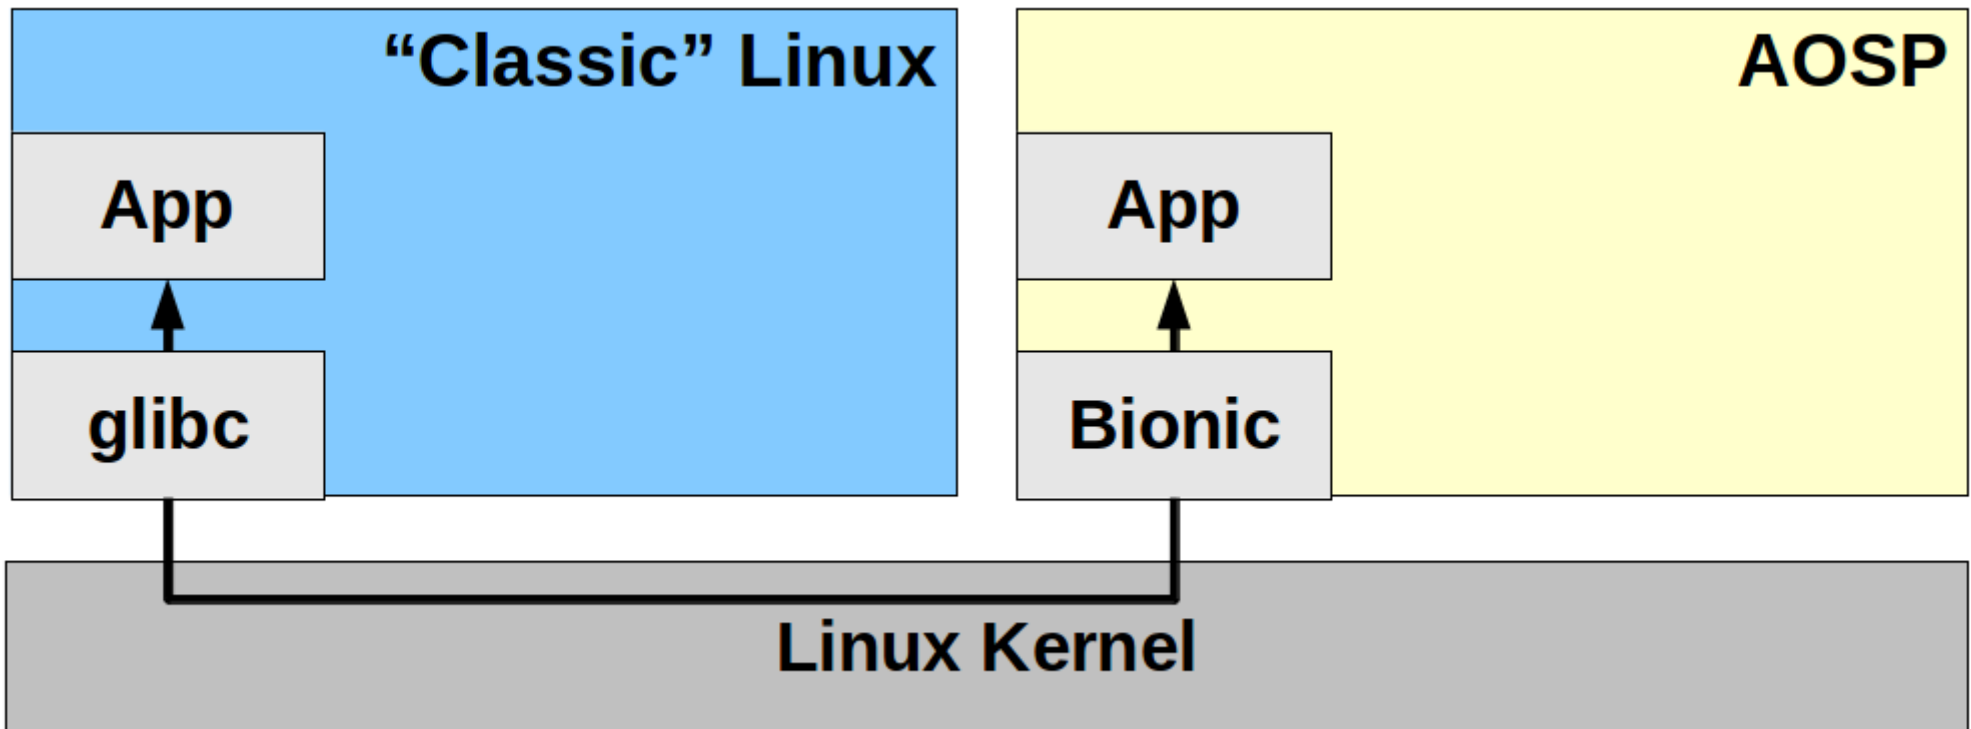 “Classic” Linux
App
glibc
AOSP
App
Bionic
Linux Kernel